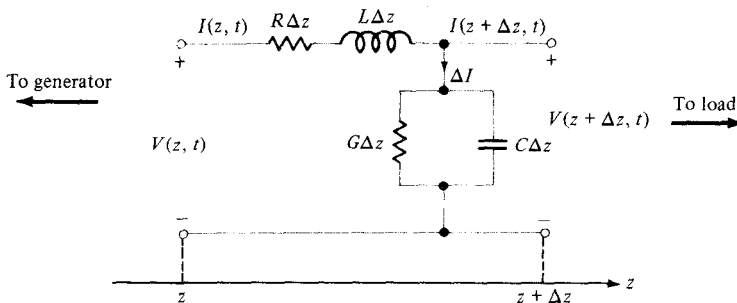 I(z, t) RΔz LΔz I(z + Δz, t)
+ +
ΔI
To generator
To load
V(z, t) GΔz CΔz V(z + Δz, t)
− −
z z + Δz z